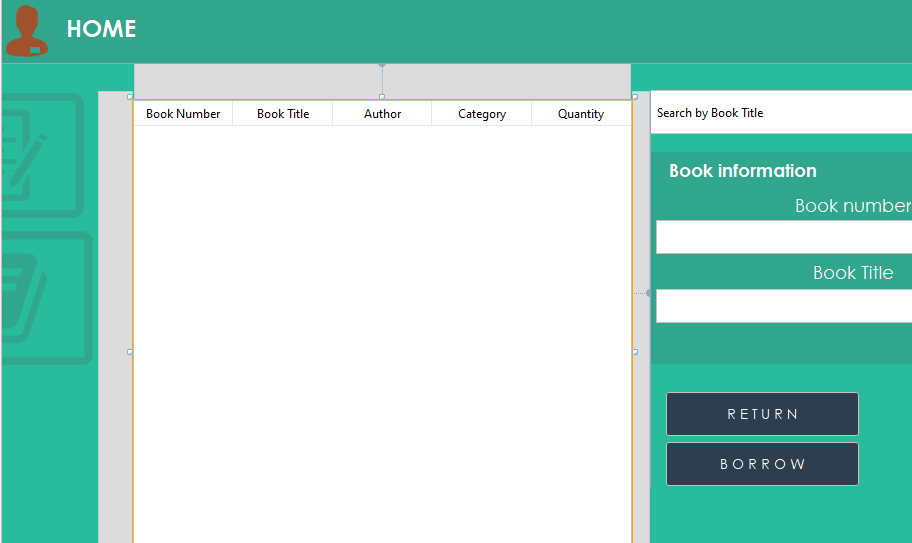 HOME
Book Number Book Title Author Category Quantity
Search by Book Title
Book information
Book number
Book Title
RETURN
BORROW